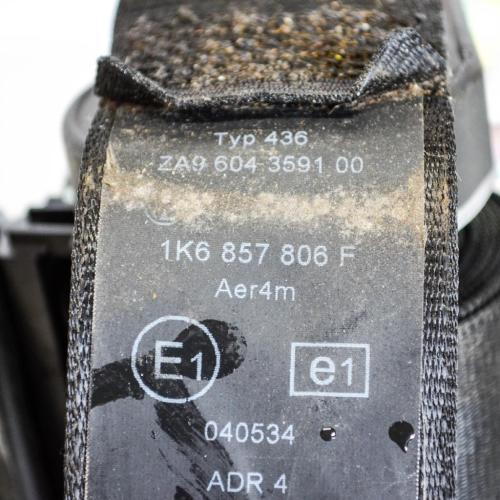 Typ 436
ZA9 604 3591 00
1K6 857 806 F
Aer4m
E1 e1
040534
ADR 4